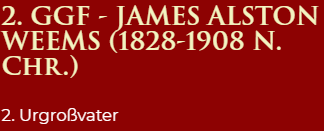 2. GGF - JAMES ALSTON
WEEMS (1828-1908 N.
CHR.)
2. Urgroßvater